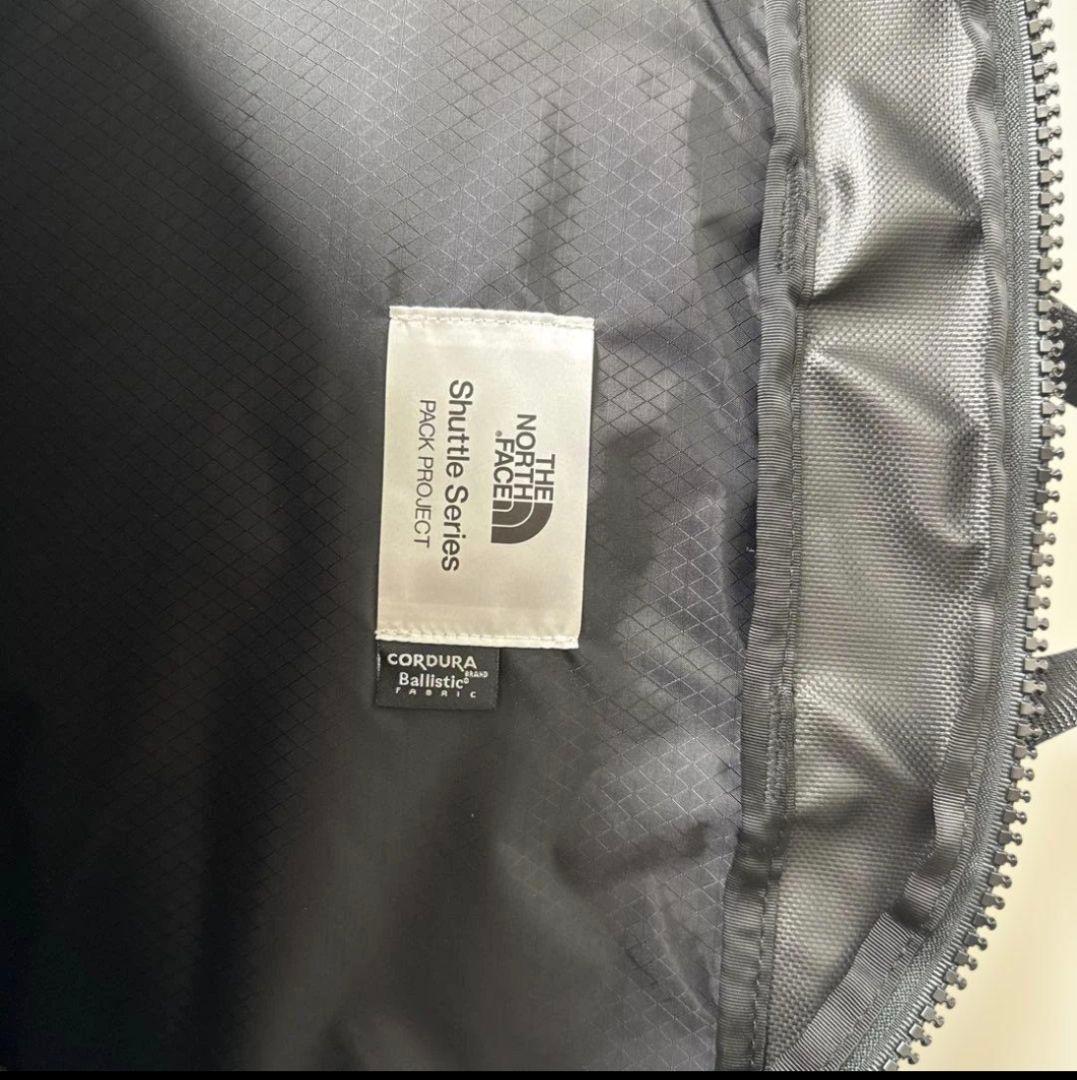 THE
NORTH
FACE®
Shuttle Series
PACK PROJECT
CORDURA
BRAND
Ballistic®
FABRIC